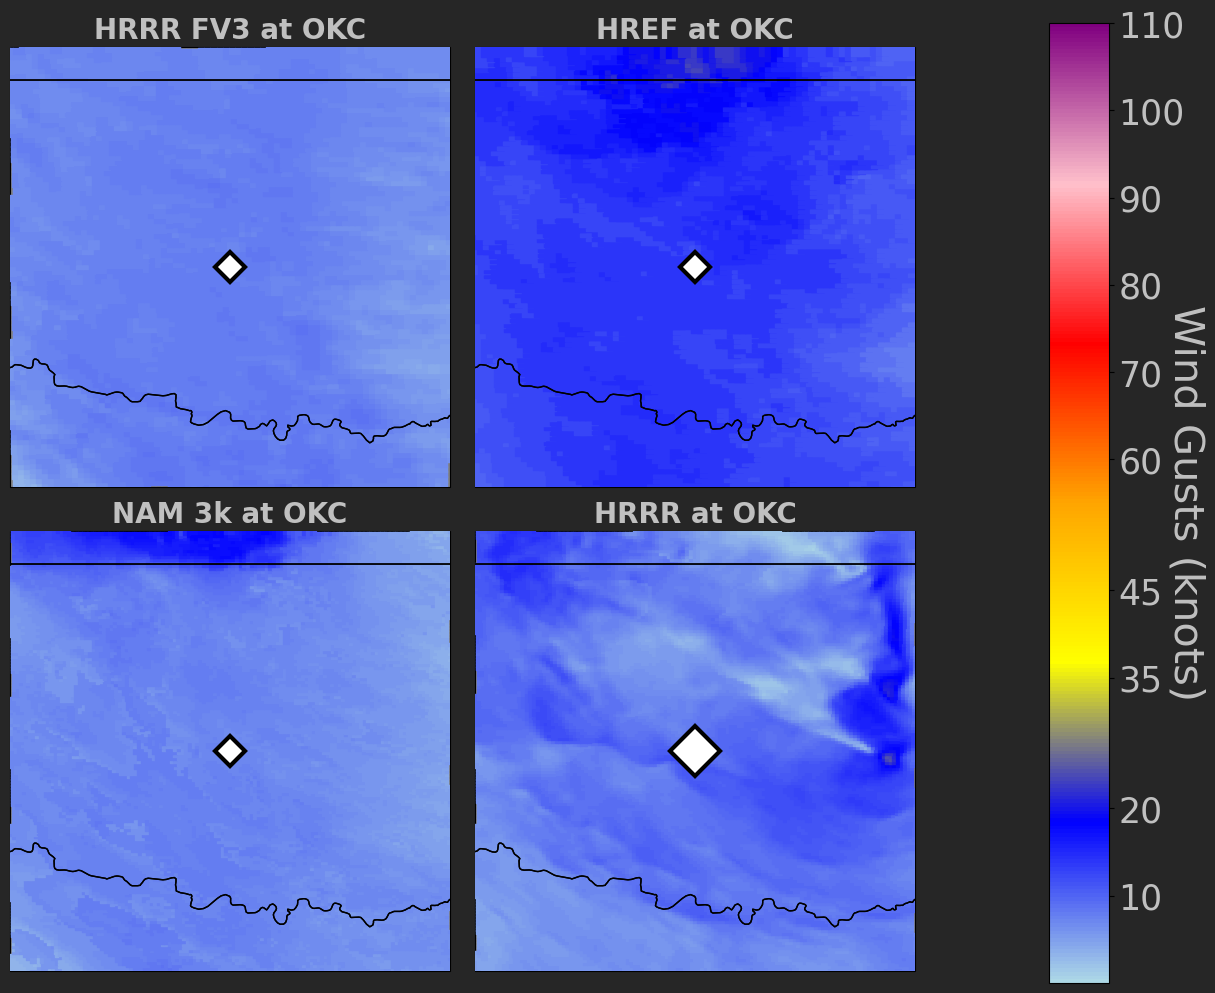 HRRR FV3 at OKC
HREF at OKC
NAM 3k at OKC
HRRR at OKC
110
100
90
80
70
60
45
35
20
10
Wind Gusts (knots)